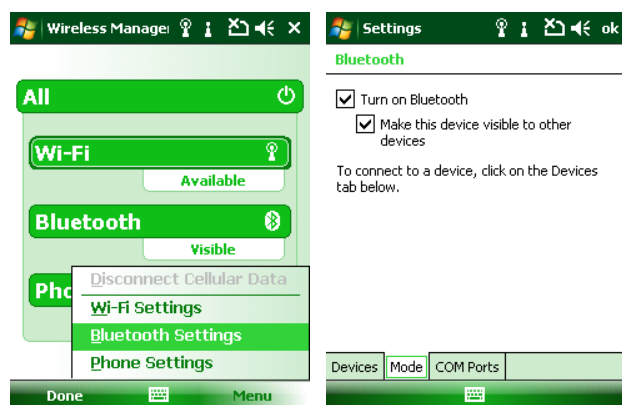 Wireless Manage
All
Wi-Fi
Available
Bluetooth
Visible
Pho
Disconnect Cellular Data
Wi-Fi Settings
Bluetooth Settings
Phone Settings
Done
Menu
Settings
ok
Bluetooth
Turn on Bluetooth
Make this device visible to other
devices
To connect to a device, click on the Devices
tab below.
Devices Mode COM Ports